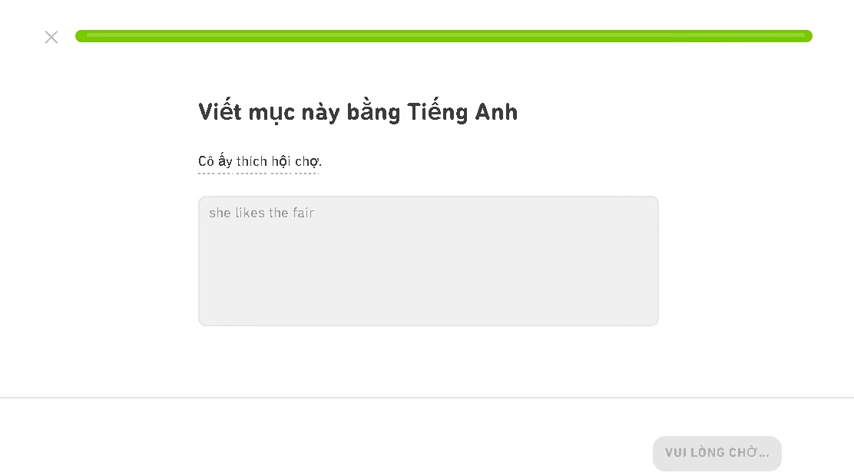 Viết mục này bằng Tiếng Anh
Cô ấy thích hội chợ.
she likes the fair
VUI LÒNG CHỜ...